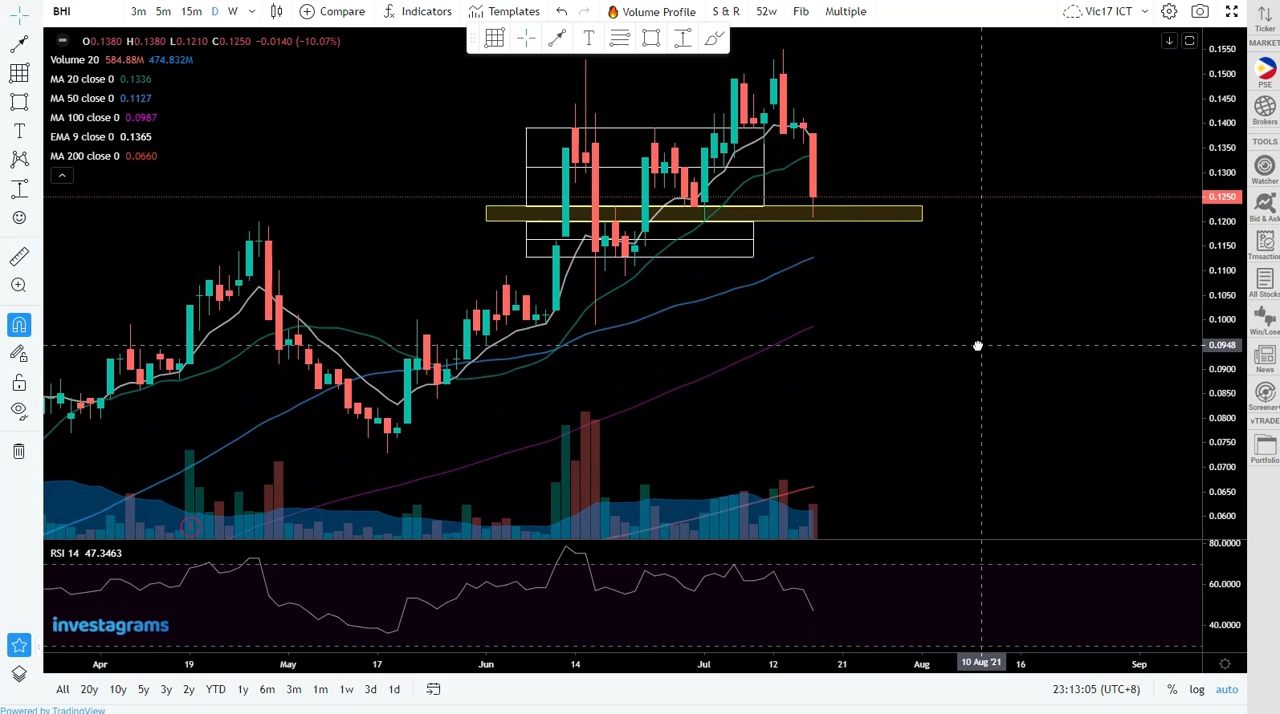 BHI 3m 5m 15m D W Compare Indicators Templates Volume Profile S & R 52w Fib Multiple Vic17 ICT
Ticker
O0.1380 H0.1380 L0.1210 C0.1250 -0.0140 (-10.07%)
MARKET
Volume 20 584.88M 474.832M
MA 20 close 0 0.1336
MA 50 close 0 0.1127
MA 100 close 0 0.0987
EMA 9 close 0 0.1365
MA 200 close 0 0.0660
PSE
Brokers
TOOLS
Watcher
Bid & Ask
Trnsaction
All Stocks
Win/Lose
News
Screener
vTRADE
Portfolio
0.1550
0.1500
0.1450
0.1400
0.1350
0.1300
0.1250
0.1200
0.1150
0.1100
0.1050
0.1000
0.0948
0.0900
0.0850
0.0800
0.0750
0.0700
0.0650
0.0600
80.0000
RSI 14 47.3463
60.0000
40.0000
investagrams
Apr 19 May 17 Jun 14 Jul 12 21 Aug 10 Aug '21 16 Sep
All 20y 10y 5y 3y 2y YTD 1y 6m 3m 1m 1w 3d 1d 23:13:05 (UTC+8) % log auto
Powered by TradingView